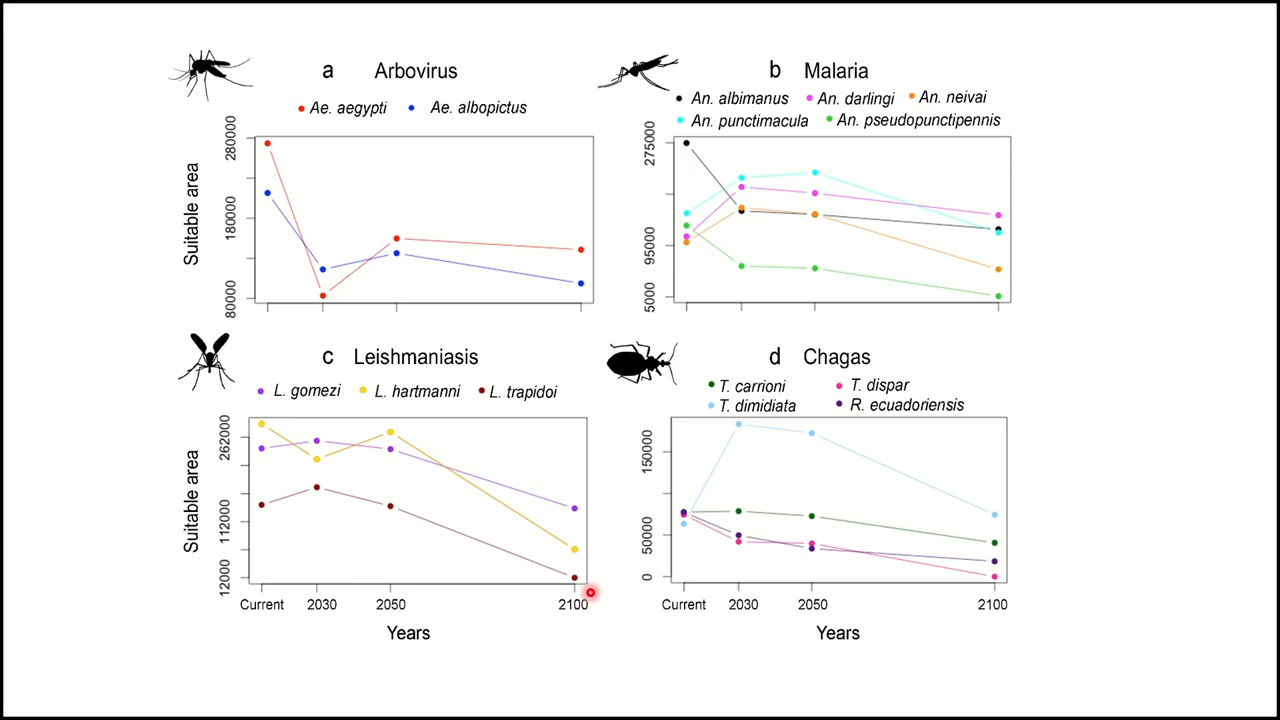 a Arbovirus
Ae. aegypti Ae. albopictus
Suitable area
280000
180000
80000
b Malaria
An. albimanus An. darlingi An. neivai
An. punctimacula An. pseudopunctipennis
275000
95000
5000
c Leishmaniasis
L. gomezi L. hartmanni L. trapidoi
Suitable area
262000
112000
12000
Current 2030 2050 2100
Years
d Chagas
T. carrioni T. dispar
T. dimidiata R. ecuadoriensis
150000
50000
0
Current 2030 2050 2100
Years